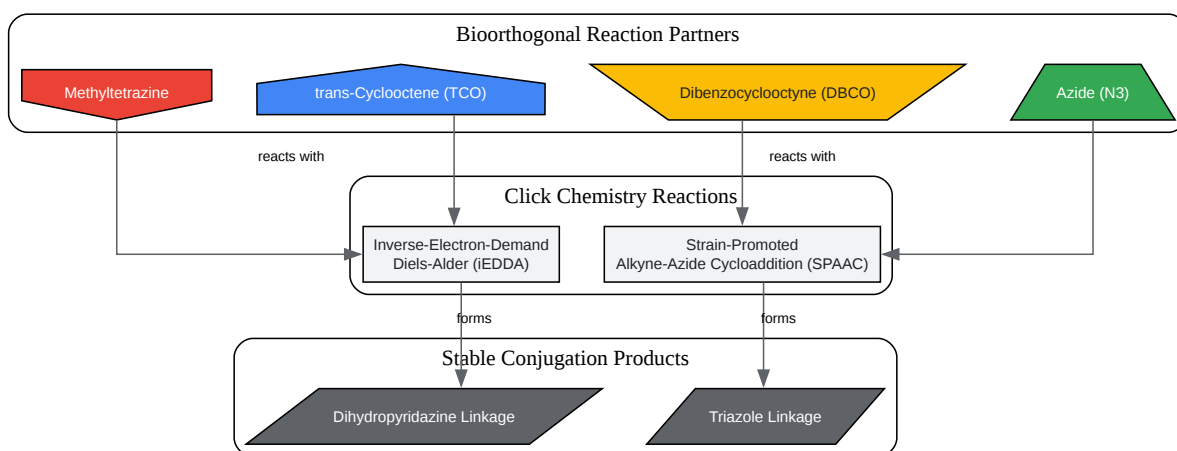 Bioorthogonal Reaction Partners
Methyltetrazine
trans-Cyclooctene (TCO)
Dibenzocyclooctyne (DBCO)
Azide (N3)
reacts with
reacts with
Click Chemistry Reactions
Inverse-Electron-Demand
Diels-Alder (iEDDA)
Strain-Promoted
Alkyne-Azide Cycloaddition (SPAAC)
forms
forms
Stable Conjugation Products
Dihydropyridazine Linkage
Triazole Linkage